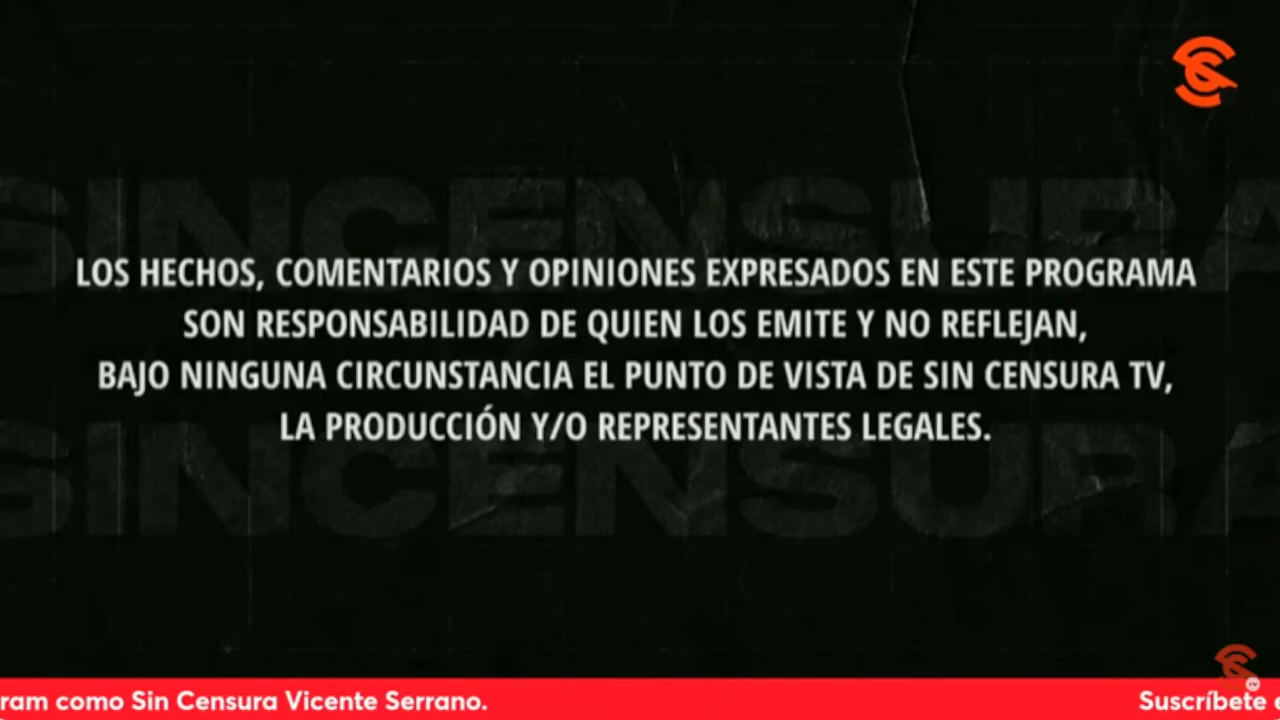 SINCENSURA
LOS HECHOS, COMENTARIOS Y OPINIONES EXPRESADOS EN ESTE PROGRAMA
SON RESPONSABILIDAD DE QUIEN LOS EMITE Y NO REFLEJAN,
BAJO NINGUNA CIRCUNSTANCIA EL PUNTO DE VISTA DE SIN CENSURA TV,
LA PRODUCCIÓN Y/O REPRESENTANTES LEGALES.
SINCENSURA
ram como Sin Censura Vicente Serrano.
Suscríbete